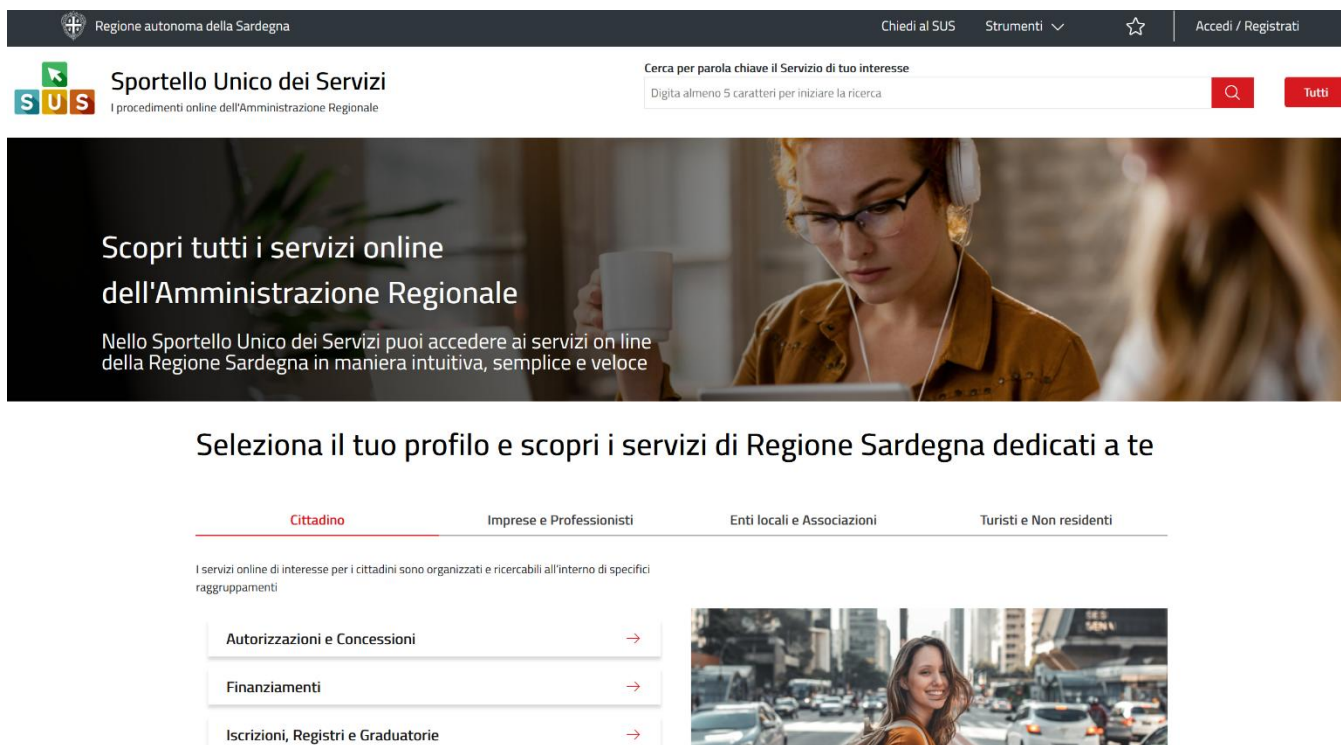 Regione autonoma della Sardegna
Chiedi al SUS
Strumenti
Accedi / Registrati
SUS
Sportello Unico dei Servizi
I procedimenti online dell'Amministrazione Regionale
Cerca per parola chiave il Servizio di tuo interesse
Digita almeno 5 caratteri per iniziare la ricerca
Tutti
Scopri tutti i servizi online
dell'Amministrazione Regionale
Nello Sportello Unico dei Servizi puoi accedere ai servizi on line
della Regione Sardegna in maniera intuitiva, semplice e veloce
Seleziona il tuo profilo e scopri i servizi di Regione Sardegna dedicati a te
Cittadino
Imprese e Professionisti
Enti locali e Associazioni
Turisti e Non residenti
I servizi online di interesse per i cittadini sono organizzati e ricercabili all'interno di specifici
raggruppamenti
Autorizzazioni e Concessioni
Finanziamenti
Iscrizioni, Registri e Graduatorie